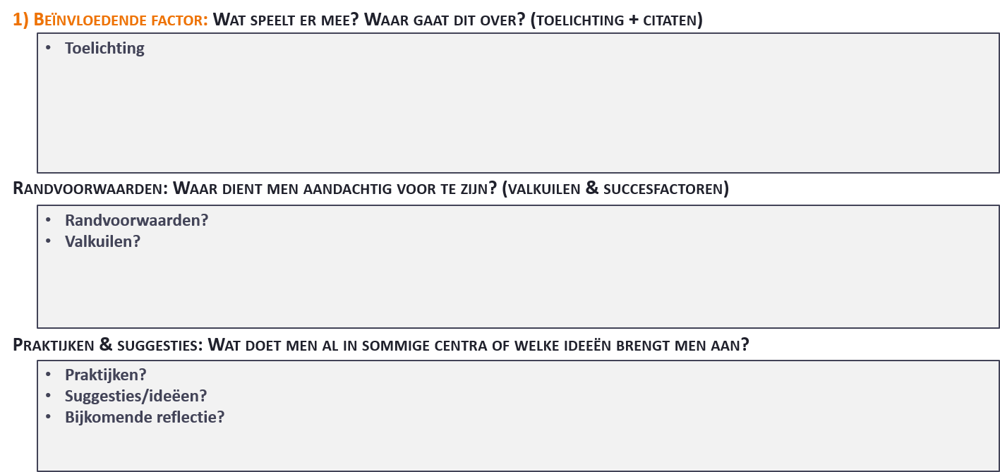 1) Beïnvloedende factor: Wat speelt er mee? Waar gaat dit over? (toelichting + citaten)
• Toelichting
Randvoorwaarden: Waar dient men aandachtig voor te zijn? (valkuilen & succesfactoren)
• Randvoorwaarden?
• Valkuilen?
Praktijken & suggesties: Wat doet men al in sommige centra of welke ideeën brengt men aan?
• Praktijken?
• Suggesties/ideëen?
• Bijkomende reflectie?